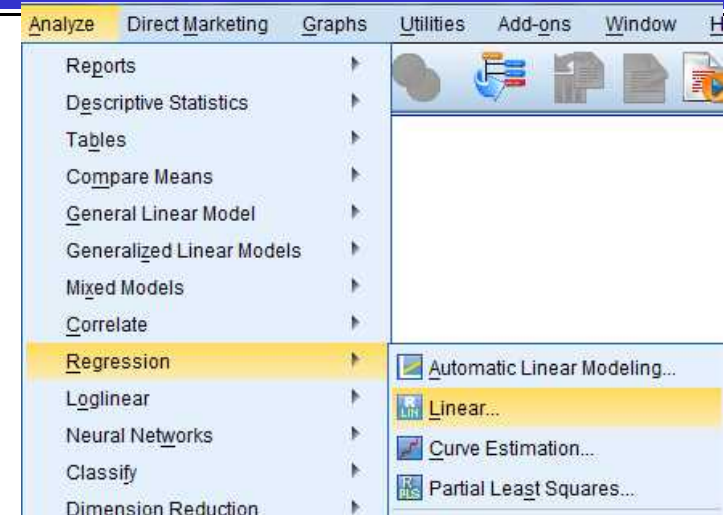 Analyze Direct Marketing Graphs Utilities Add-ons Window H
Reports
Descriptive Statistics
Tables
Compare Means
General Linear Model
Generalized Linear Models
Mixed Models
Correlate
Regression
Loglinear
Neural Networks
Classify
Dimension Reduction
Automatic Linear Modeling...
R LIN Linear...
Curve Estimation...
R PLS Partial Least Squares...